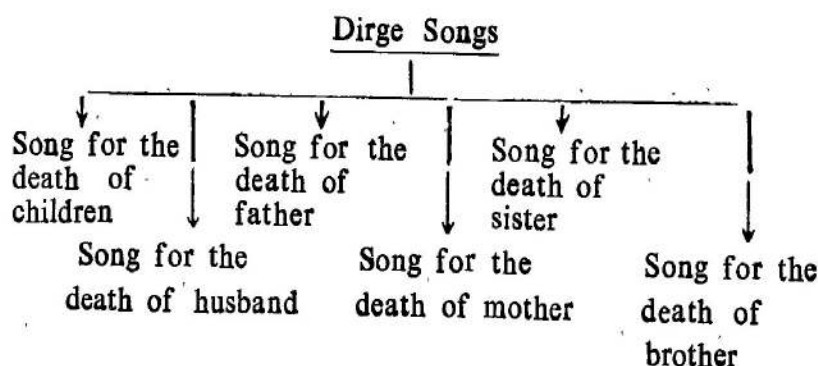 Dirge Songs
Song for the
death of
children
Song for the
death of husband
Song for the
death of
father
Song for the
death of mother
Song for the
death of
sister
Song for the
death of
brother